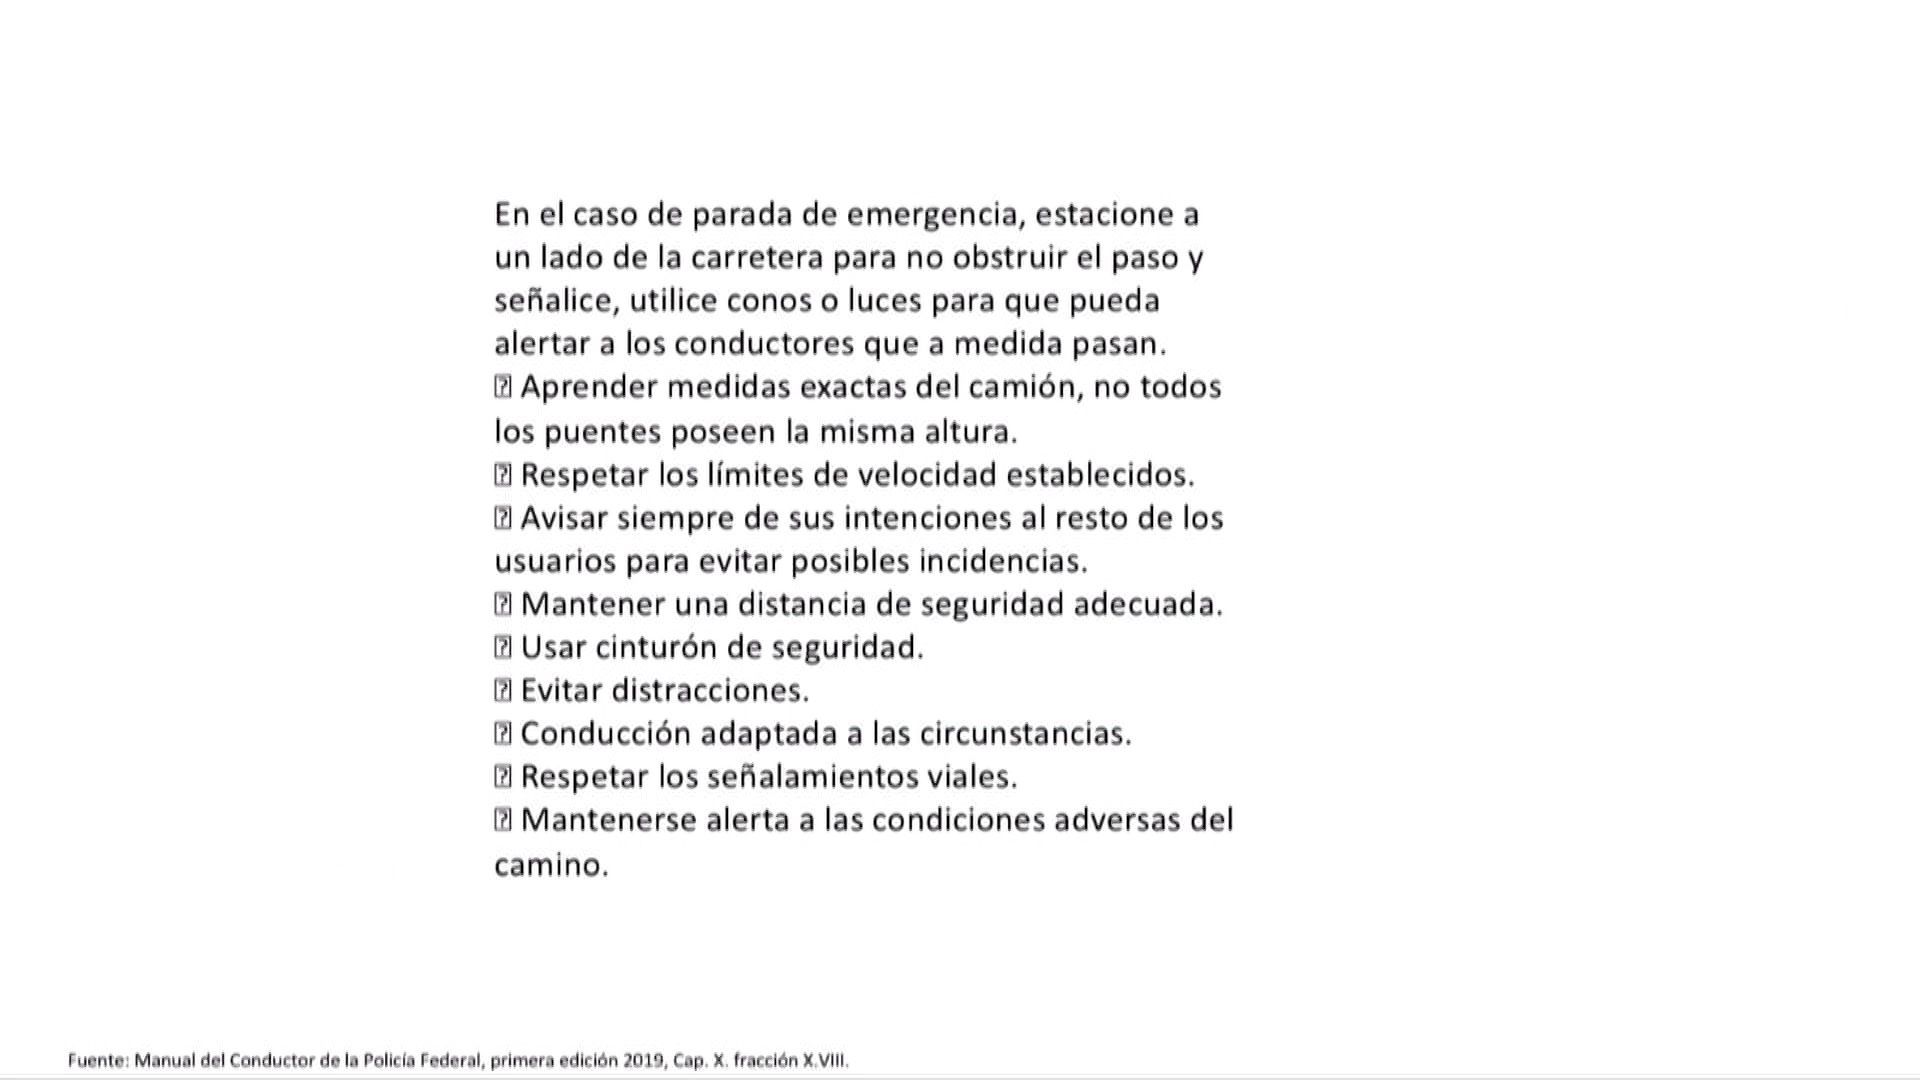 En el caso de parada de emergencia, estacione a
un lado de la carretera para no obstruir el paso y
señalice, utilice conos o luces para que pueda
alertar a los conductores que a medida pasan.
⍰ Aprender medidas exactas del camión, no todos
los puentes poseen la misma altura.
⍰ Respetar los límites de velocidad establecidos.
⍰ Avisar siempre de sus intenciones al resto de los
usuarios para evitar posibles incidencias.
⍰ Mantener una distancia de seguridad adecuada.
⍰ Usar cinturón de seguridad.
⍰ Evitar distracciones.
⍰ Conducción adaptada a las circunstancias.
⍰ Respetar los señalamientos viales.
⍰ Mantenerse alerta a las condiciones adversas del
camino.
Fuente: Manual del Conductor de la Policía Federal, primera edición 2019, Cap. X. fracción X.VIII.